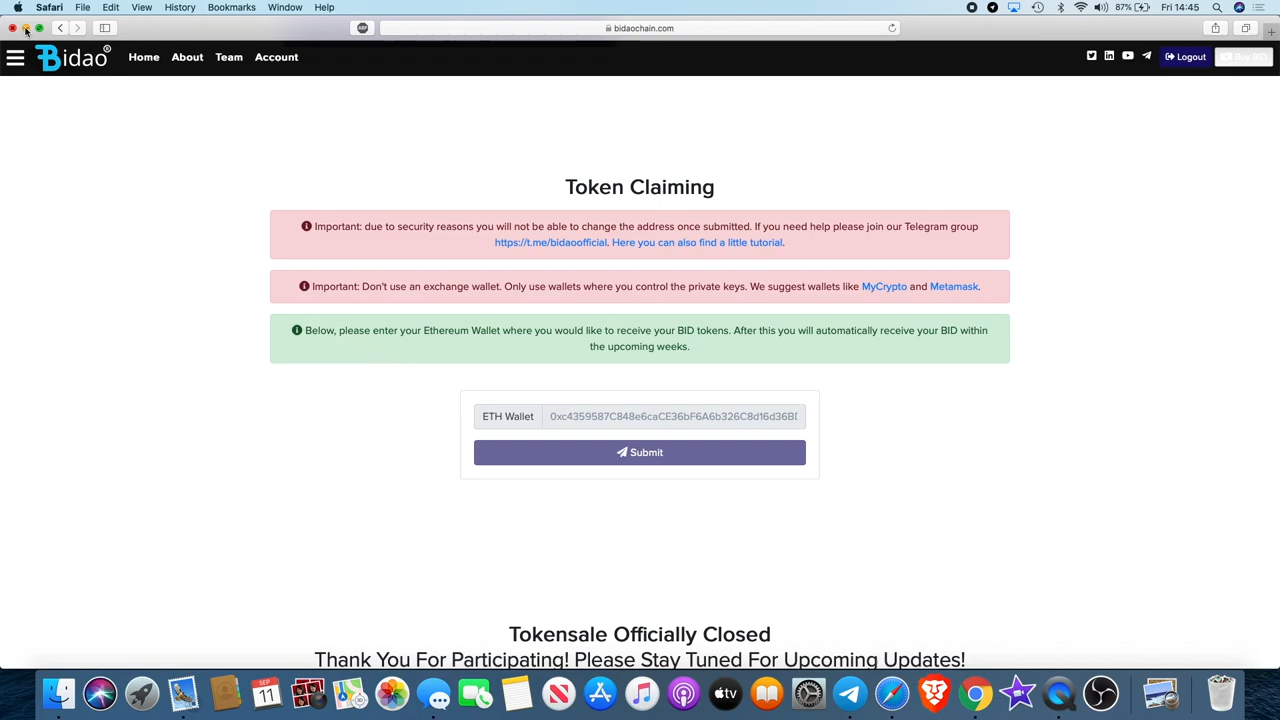 Safari File Edit View History Bookmarks Window Help 87% Fri 14:45
ABP bidaochain.com
Bidao® Home About Team Account Logout
Token Claiming
Important: due to security reasons you will not be able to change the address once submitted. If you need help please join our Telegram group
https://t.me/bidaoofficial. Here you can also find a little tutorial.
Important: Don't use an exchange wallet. Only use wallets where you control the private keys. We suggest wallets like MyCrypto and Metamask.
Below, please enter your Ethereum Wallet where you would like to receive your BID tokens. After this you will automatically receive your BID within
the upcoming weeks.
ETH Wallet 0xc4359587C848e6caCE36bF6A6b326C8d16d36B
Submit
Tokensale Officially Closed
Thank You For Participating! Please Stay Tuned For Upcoming Updates!
SEP
11
tv